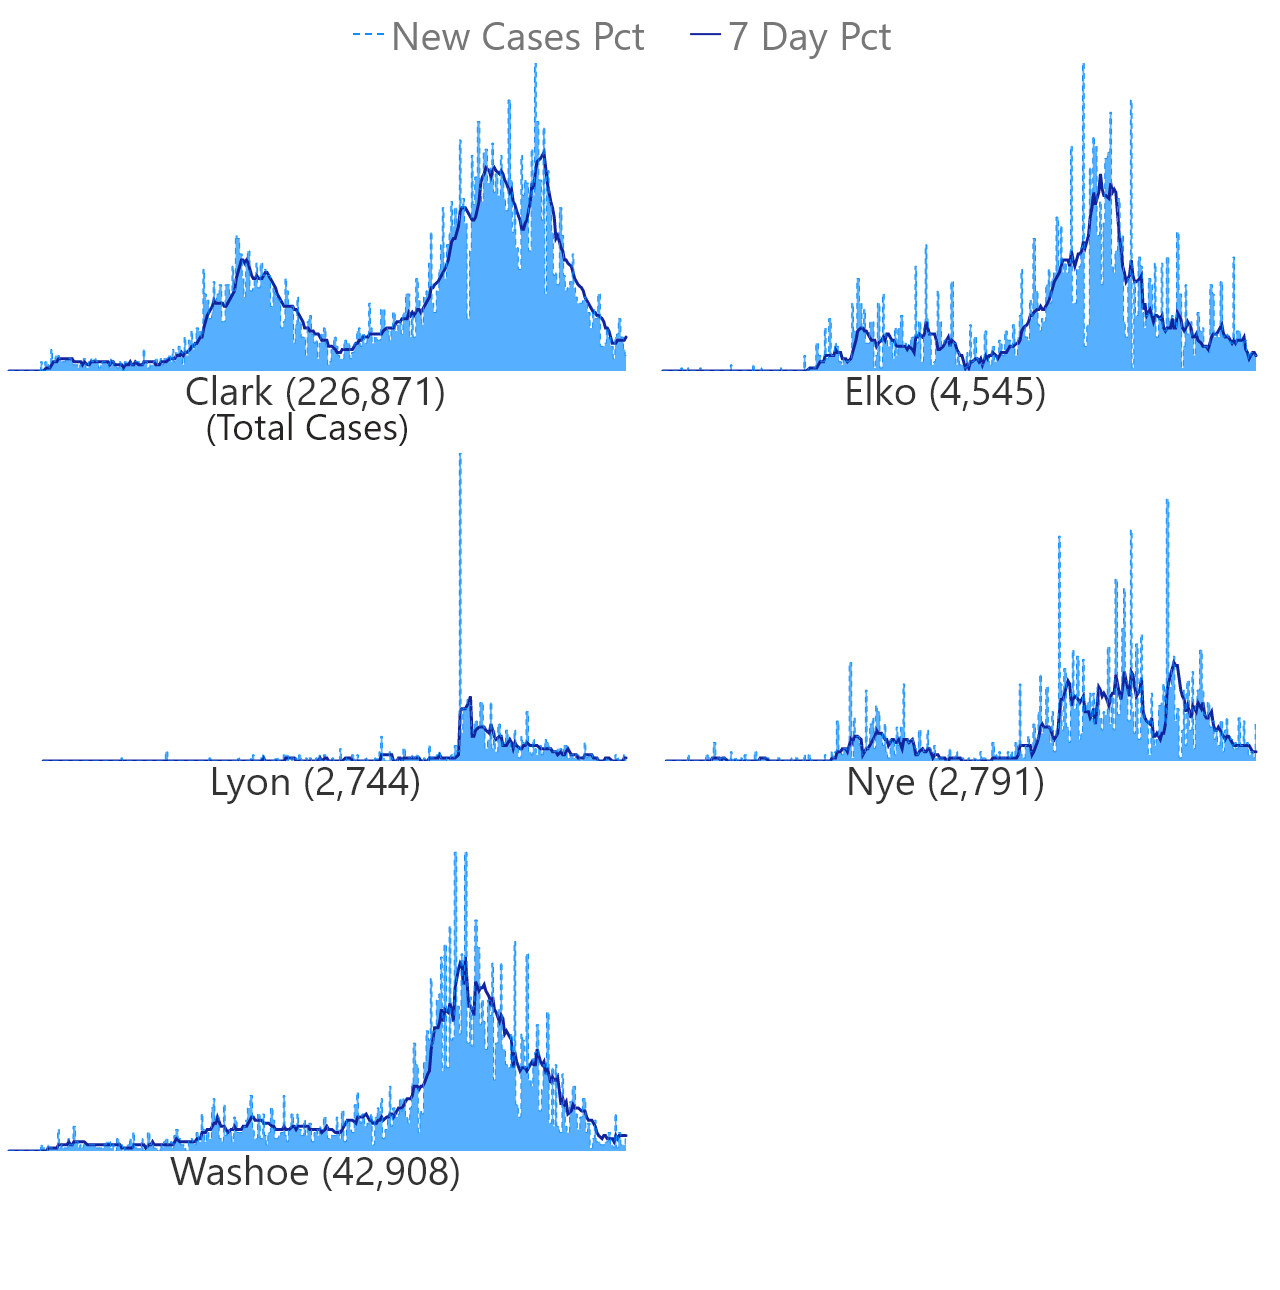 New Cases Pct 7 Day Pct
Clark (226,871)
(Total Cases)
Elko (4,545)
Lyon (2,744)
Nye (2,791)
Washoe (42,908)